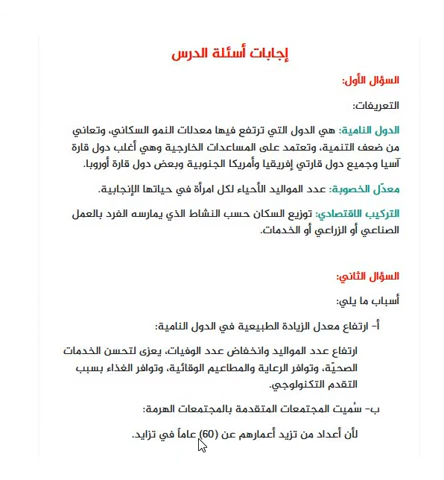 إجابات أسئلة الدرس
السؤال الأول:
التعريفات:
الدول النامية: هي الدول التي ترتفع فيها معدلات النمو السكاني، وتعاني
من ضعف التنمية، وتعتمد على المساعدات الخارجية وهي أغلب دول قارة
آسيا وجميع دول قارتي إفريقيا وأمريكا الجنوبية وبعض دول قارة أوروبا.
معدّل الخصوبة: عدد المواليد الأحياء لكل امرأة في حياتها الإنجابية.
التركيب الاقتصادي: توزيع السكان حسب النشاط الذي يمارسه الفرد بالعمل
الصناعي أو الزراعي أو الخدمات.
السؤال الثاني:
أسباب ما يلي:
أ- ارتفاع معدل الزيادة الطبيعية في الدول النامية:
ارتفاع عدد المواليد وانخفاض عدد الوفيات، يعزى لتحسن الخدمات
الصحيّة، وتوافر الرعاية والمطاعيم الوقائية، وتوافر الغذاء بسبب
التقدم التكنولوجي.
ب- سُميت المجتمعات المتقدمة بالمجتمعات الهرمة:
لأن أعداد من تزيد أعمارهم عن (60) عاماً في تزايد.